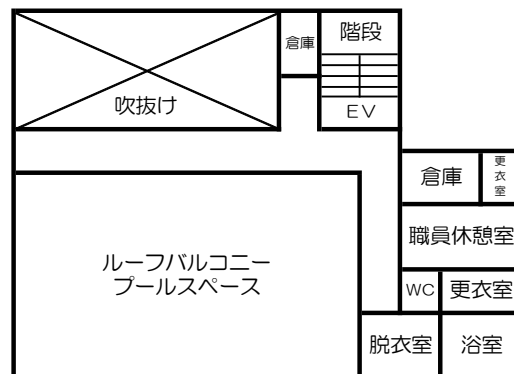 倉庫
階段
吹抜け
EV
倉庫
更衣室
職員休憩室
ルーフバルコニー
プールスペース
WC
更衣室
脱衣室
浴室